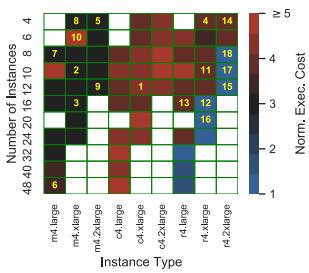 Number of Instances
4 8 5 4 14
6 10
8 7 18
10 2 11 17
12 9 1 15
16 3 13 12
20 16
24
32
40
48 6
m4.large
m4.xlarge
m4.2xlarge
c4.large
c4.xlarge
c4.2xlarge
r4.large
r4.xlarge
r4.2xlarge
Instance Type
≥ 5
4
3
2
1
Norm. Exec. Cost